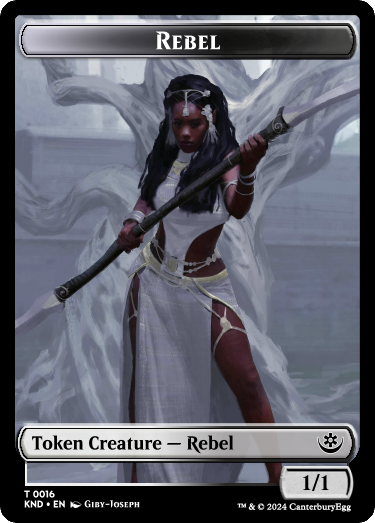 Rebel
Token Creature — Rebel
1/1
T 0016
KND • EN Giby-Joseph
™ & © 2024 CanterburyEgg